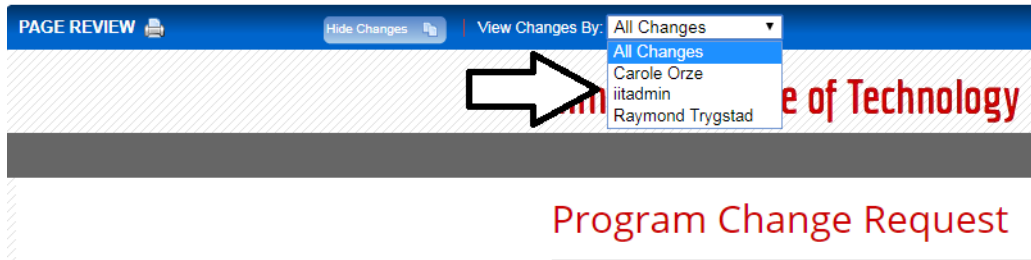 PAGE REVIEW
Hide Changes
View Changes By: All Changes
All Changes
Carole Orze
iitadmin
Raymond Trygstad
e of Technology
Program Change Request